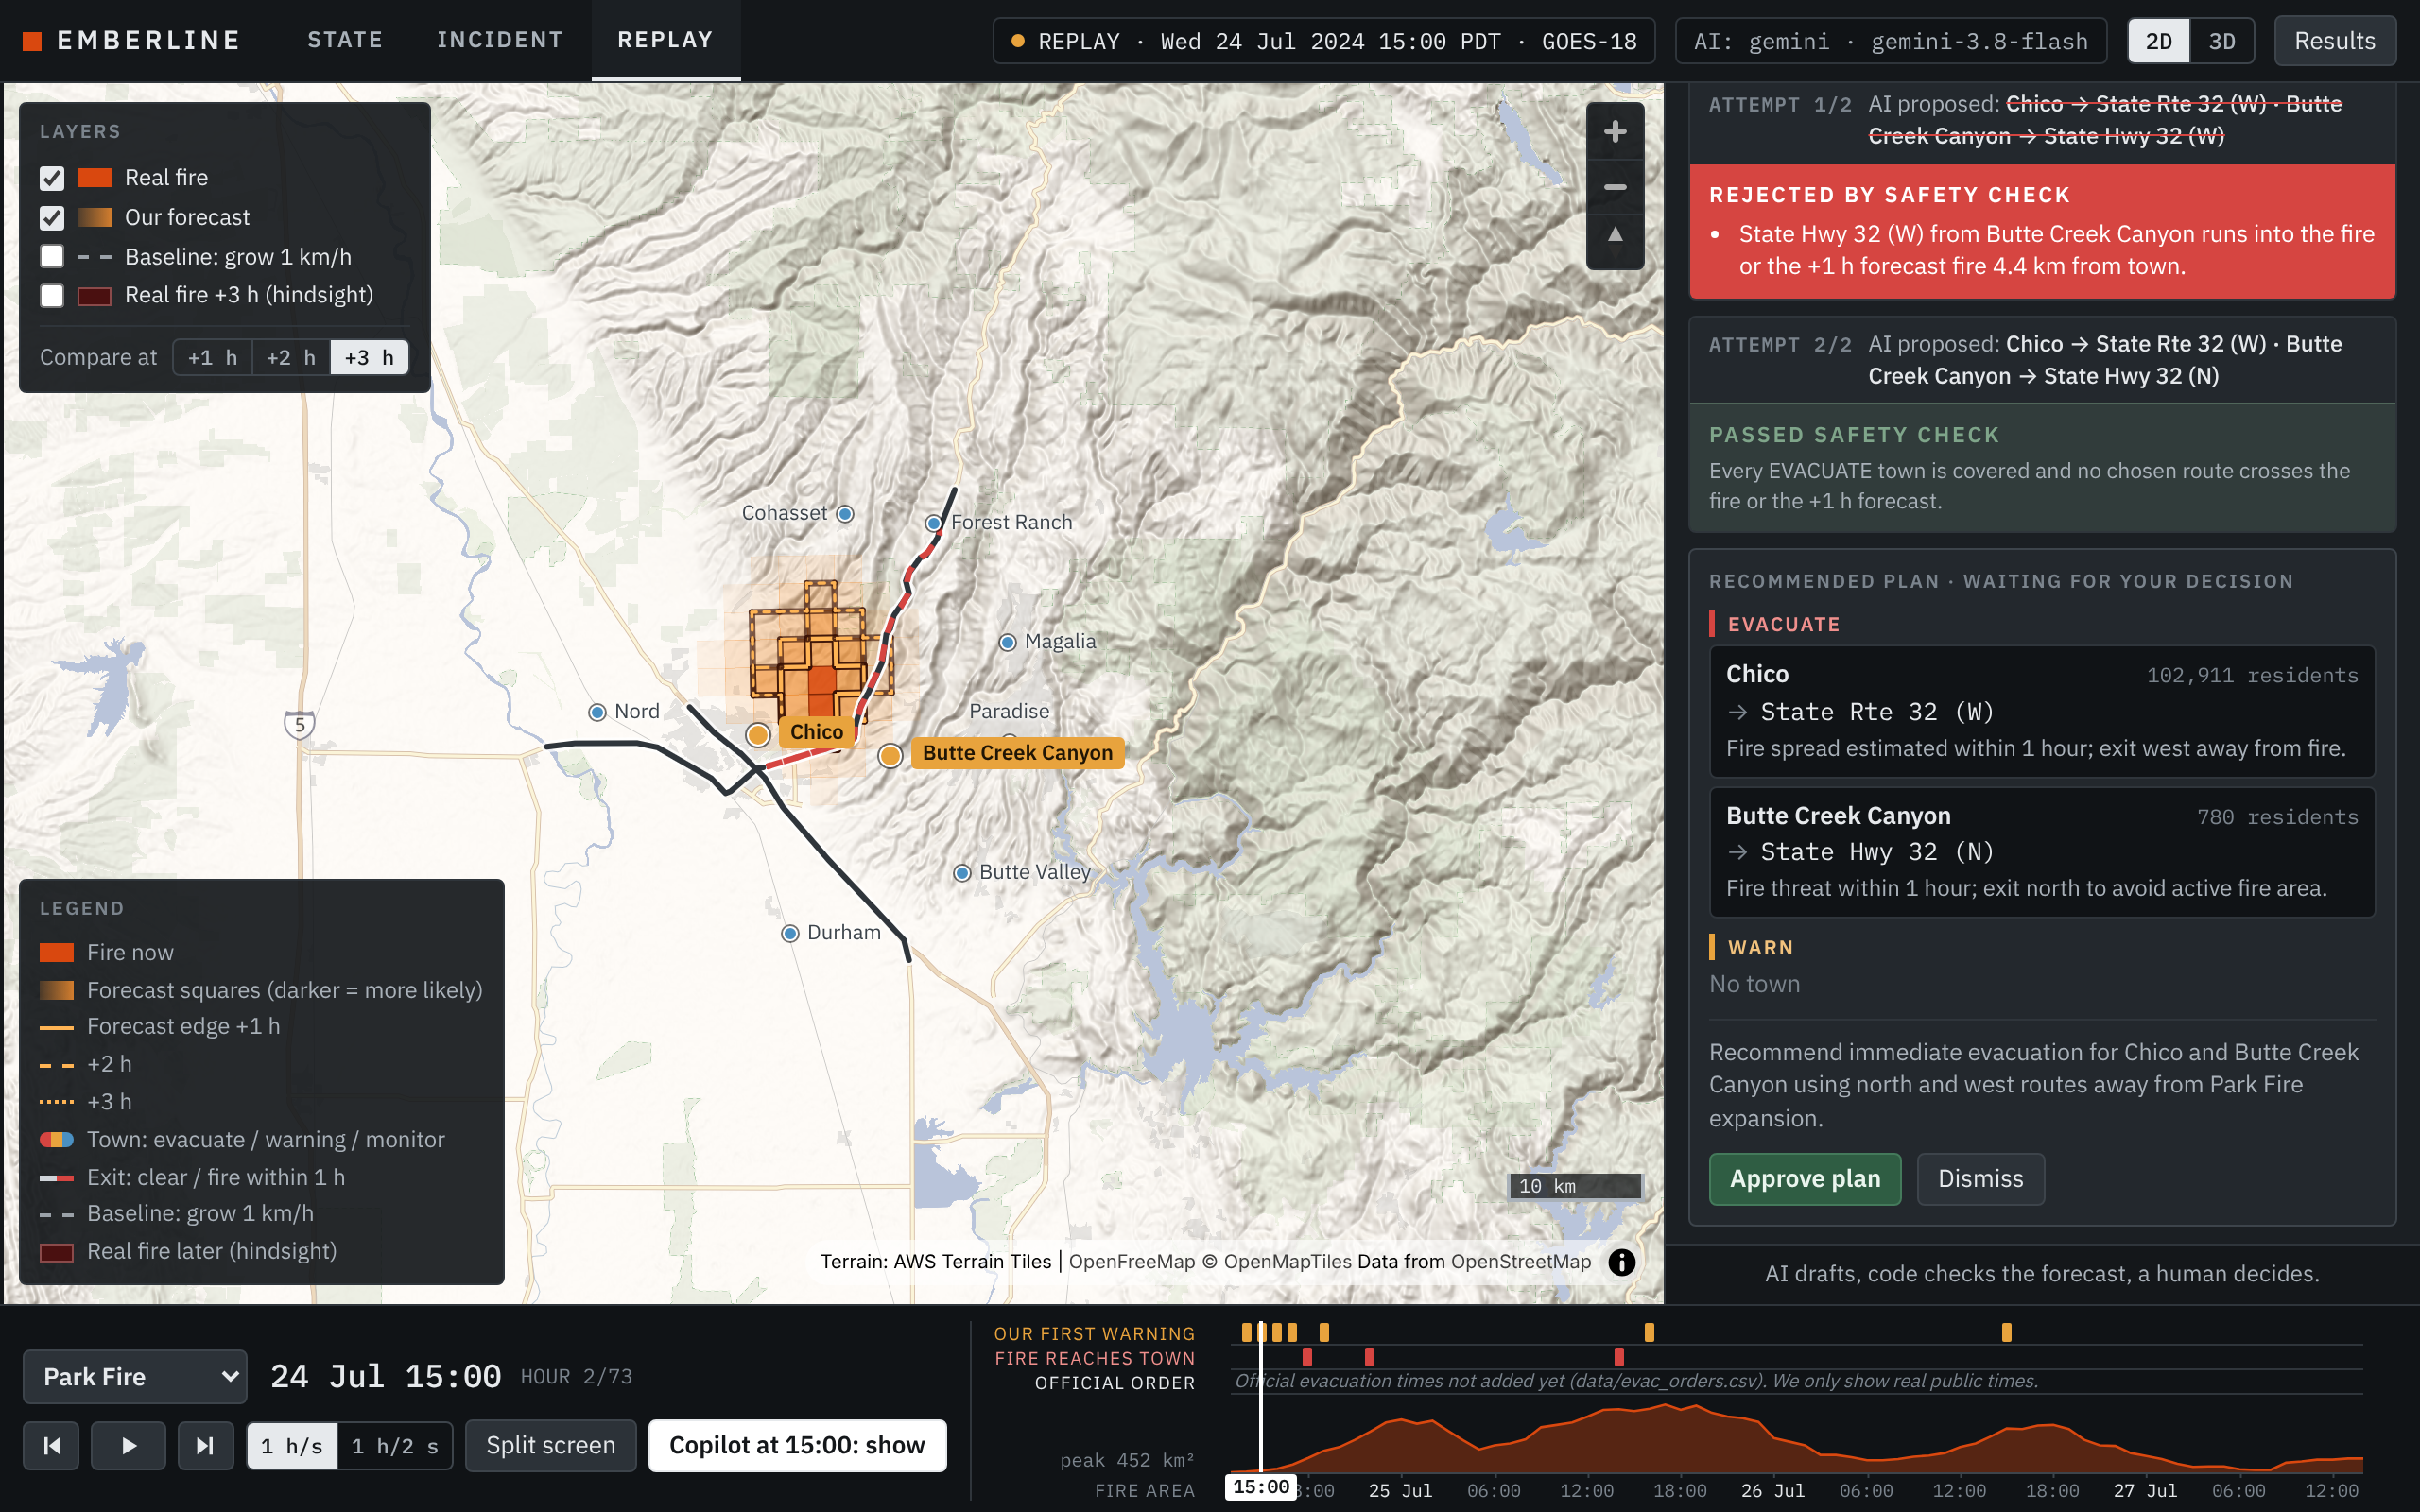 EMBERLINE
STATE
INCIDENT
REPLAY
REPLAY · Wed 24 Jul 2024 15:00 PDT · GOES-18
AI: gemini · gemini-3.8-flash
2D
3D
Results
LAYERS
Real fire
Our forecast
Baseline: grow 1 km/h
Real fire +3 h (hindsight)
Compare at
+1 h
+2 h
+3 h
Cohasset
Forest Ranch
Magalia
Nord
Paradise
Chico
Butte Creek Canyon
5
Butte Valley
Durham
LEGEND
Fire now
Forecast squares (darker = more likely)
Forecast edge +1 h
+2 h
+3 h
Town: evacuate / warning / monitor
Exit: clear / fire within 1 h
Baseline: grow 1 km/h
Real fire later (hindsight)
10 km
Terrain: AWS Terrain Tiles | OpenFreeMap © OpenMapTiles Data from OpenStreetMap
ATTEMPT 1/2
AI proposed: Chico → State Rte 32 (W) · Butte
Creek Canyon → State Hwy 32 (W)
REJECTED BY SAFETY CHECK
• State Hwy 32 (W) from Butte Creek Canyon runs into the fire
or the +1 h forecast fire 4.4 km from town.
ATTEMPT 2/2
AI proposed: Chico → State Rte 32 (W) · Butte
Creek Canyon → State Hwy 32 (N)
PASSED SAFETY CHECK
Every EVACUATE town is covered and no chosen route crosses the
fire or the +1 h forecast.
RECOMMENDED PLAN · WAITING FOR YOUR DECISION
EVACUATE
Chico
102,911 residents
→ State Rte 32 (W)
Fire spread estimated within 1 hour; exit west away from fire.
Butte Creek Canyon
780 residents
→ State Hwy 32 (N)
Fire threat within 1 hour; exit north to avoid active fire area.
WARN
No town
Recommend immediate evacuation for Chico and Butte Creek
Canyon using north and west routes away from Park Fire
expansion.
Approve plan
Dismiss
AI drafts, code checks the forecast, a human decides.
Park Fire
24 Jul 15:00
HOUR 2/73
1 h/s
1 h/2 s
Split screen
Copilot at 15:00: show
OUR FIRST WARNING
FIRE REACHES TOWN
OFFICIAL ORDER
Official evacuation times not added yet (data/evac_orders.csv). We only show real public times.
peak 452 km²
FIRE AREA
15:00
8:00
25 Jul
06:00
12:00
18:00
26 Jul
06:00
12:00
18:00
27 Jul
06:00
12:00